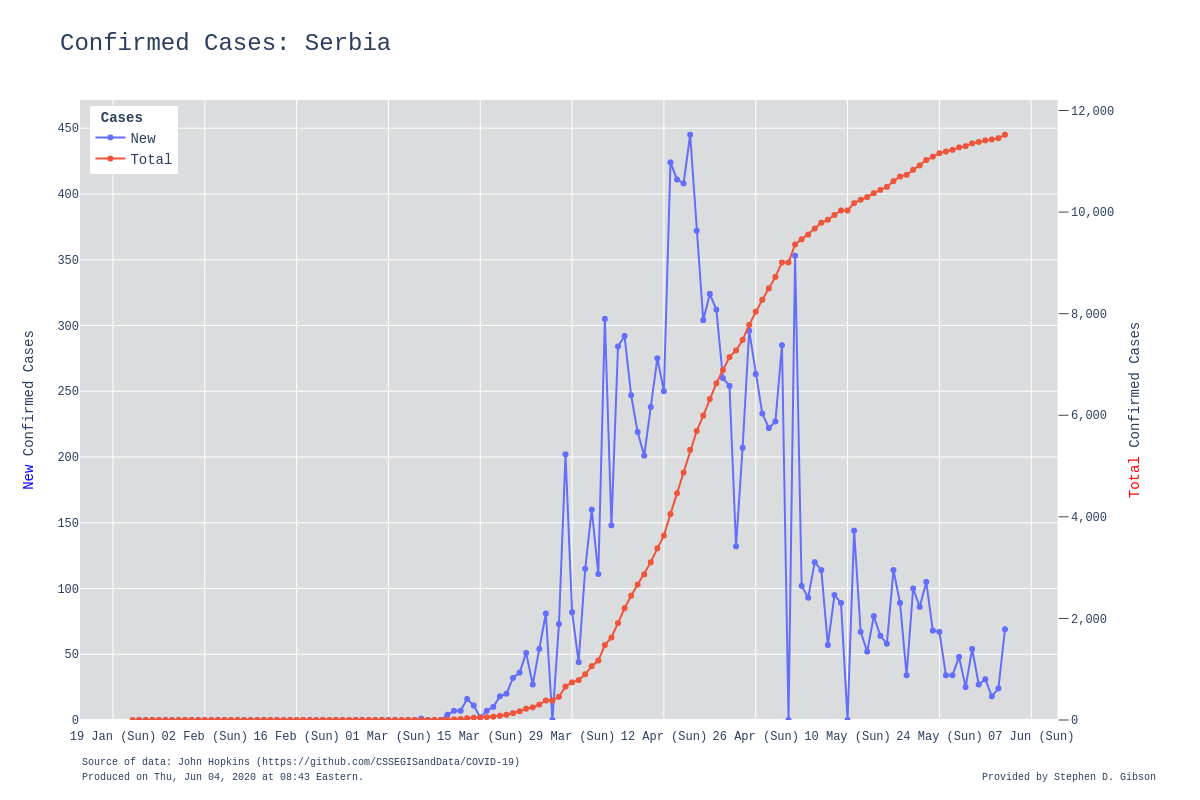 Confirmed Cases: Serbia
Cases
New
Total
450
400
350
300
250
200
150
100
50
0
New Confirmed Cases
12,000
10,000
8,000
6,000
4,000
2,000
0
Total Confirmed Cases
19 Jan (Sun) 02 Feb (Sun) 16 Feb (Sun) 01 Mar (Sun) 15 Mar (Sun) 29 Mar (Sun) 12 Apr (Sun) 26 Apr (Sun) 10 May (Sun) 24 May (Sun) 07 Jun (Sun)
Source of data: John Hopkins (https://github.com/CSSEGISandData/COVID-19)
Produced on Thu, Jun 04, 2020 at 08:43 Eastern.
Provided by Stephen D. Gibson